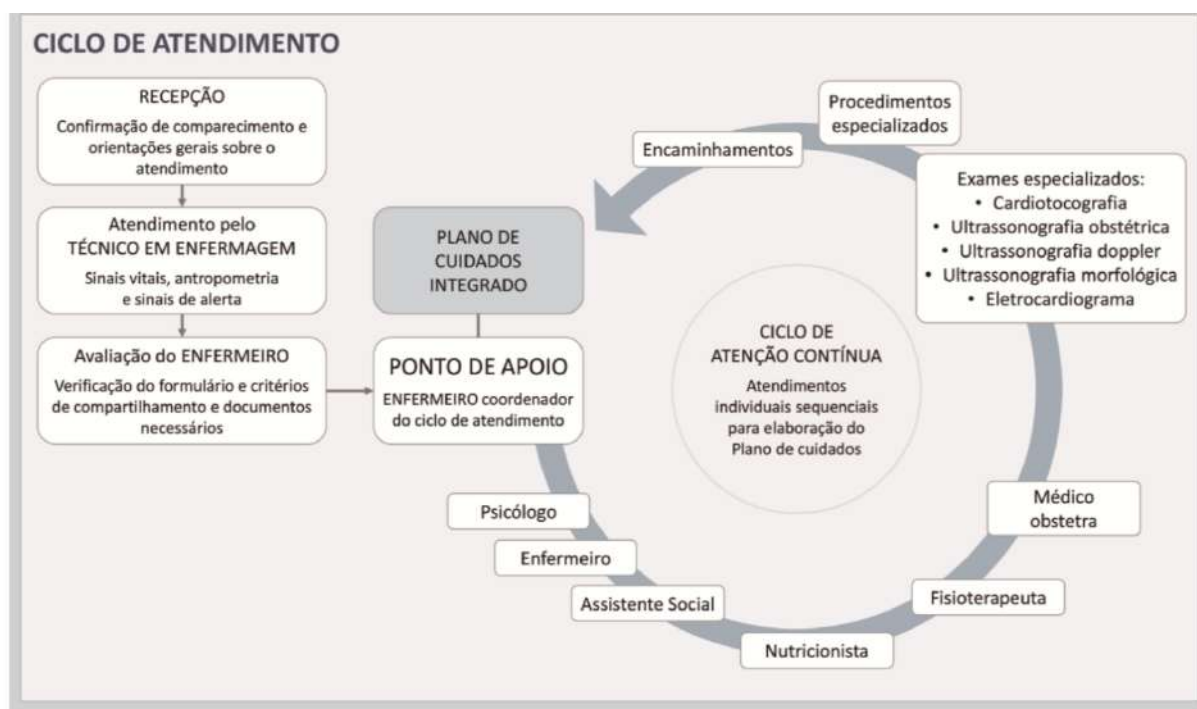 CICLO DE ATENDIMENTO
RECEPÇÃO
Confirmação de comparecimento e
orientações gerais sobre o
atendimento
Atendimento pelo
TÉCNICO EM ENFERMAGEM
Sinais vitais, antropometria
e sinais de alerta
Avaliação do ENFERMEIRO
Verificação do formulário e critérios
de compartilhamento e documentos
necessários
PLANO DE
CUIDADOS
INTEGRADO
PONTO DE APOIO
ENFERMEIRO coordenador
do ciclo de atendimento
Psicólogo
Enfermeiro
Assistente Social
Nutricionista
Fisioterapeuta
Médico
obstetra
Exames especializados:
• Cardiotocografia
• Ultrassonografia obstétrica
• Ultrassonografia doppler
• Ultrassonografia morfológica
• Eletrocardiograma
Procedimentos
especializados
Encaminhamentos
CICLO DE
ATENÇÃO CONTÍNUA
Atendimentos
individuais sequenciais
para elaboração do
Plano de cuidados